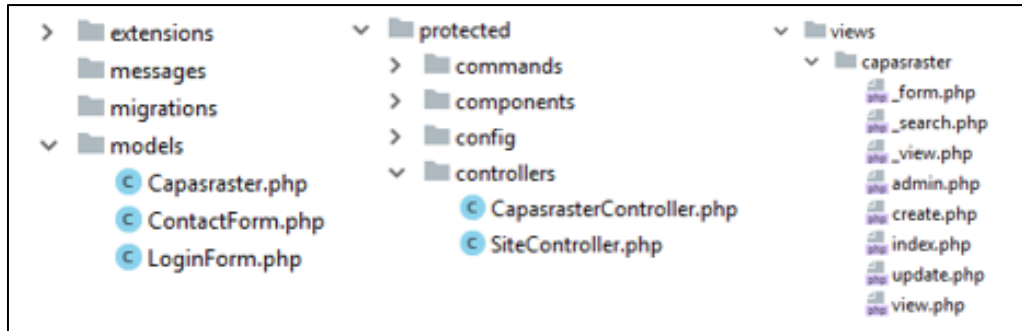 extensions
messages
migrations
models
Capasraster.php
ContactForm.php
LoginForm.php
protected
commands
components
config
controllers
CapasrasterController.php
SiteController.php
views
capasraster
_form.php
_search.php
_view.php
admin.php
create.php
index.php
update.php
view.php